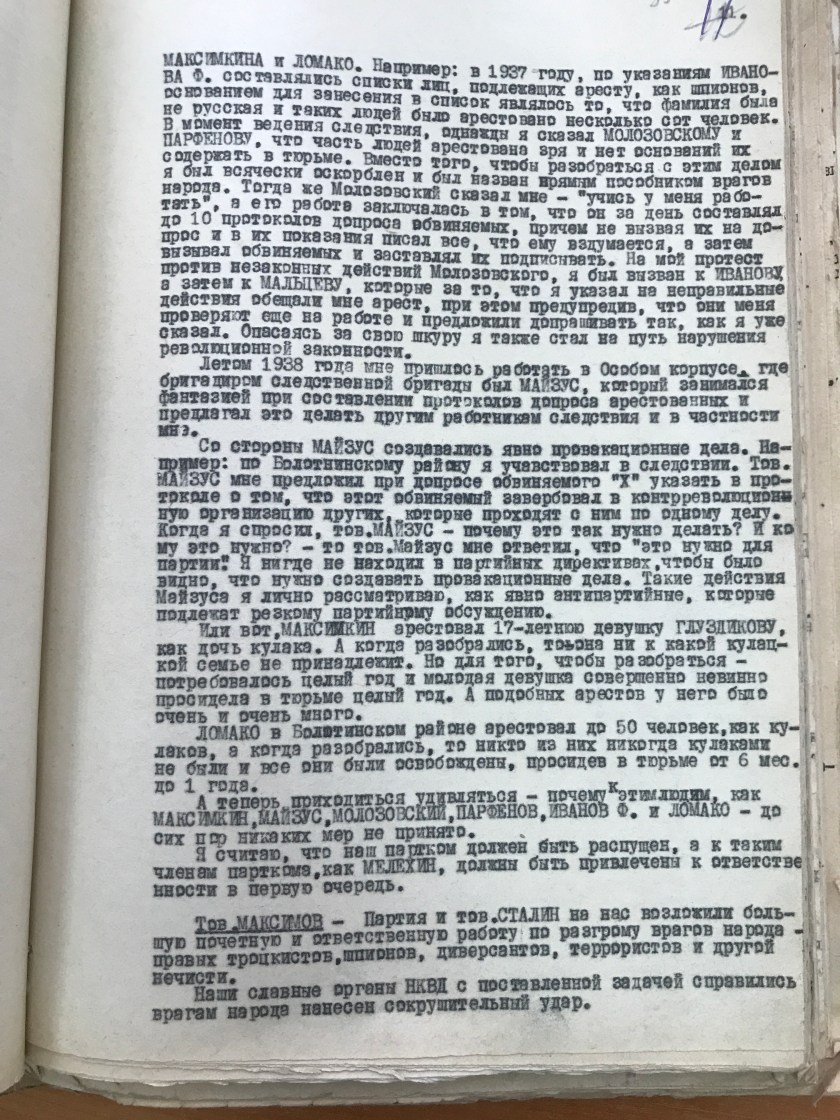 11.
МАКСИМКИНА и ЛОМАКО. Например: в 1937 году, по указаниям ИВАНО-
ВА Ф. составлялись списки лиц, подлежащих аресту, как шпионов,
основанием для занесения в список являлось то, что фамилия была
не русская и таких людей было арестовано несколько сот человек.
В момент ведения следствия, однажды я сказал МОЛОЗОВСКОМУ и
ПАРФЕНОВУ, что часть людей арестована зря и нет оснований их
содержать в тюрьме. Вместо того, чтобы разобраться с этим делом
я был всячески оскорблен и был назван прямым пособником врагов
народа. Тогда же Молозовский сказал мне – "учись у меня рабо-
тать", а его работа заключалась в том, что он за день составлял
до 10 протоколов допроса обвиняемых, причем не вызвая их на до-
прос и в их показания писал все, что ему вздумается, а затем
вызывал обвиняемых и заставлял их подписывать. На мой протест
против незаконных действий Молозовского, я был вызван к ИВАНОВУ,
а затем к МАЛЬЦЕВУ, которые за то, что я указал на неправильные
действия обещали мне арест, при этом предупредив, что они меня
проверяют еще на работе и предложили допрашивать так, как я уже
сказал. Опасаясь за свою шкуру я также стал на путь нарушения
революционной законности.
Летом 1938 года мне пришлось работать в Особом корпусе, где
бригадиром следственной бригады был МАЙЗУС, который занимался
фантазией при составлении протоколов допроса арестованных и
предлагал это делать другим работникам следствия и в частности
мне.
Со стороны МАЙЗУС создавались явно провакационные дела. На-
пример: по Болотнинскому району я учавствовал в следствии. Тов.
МАЙЗУС мне предложил при допросе обвиняемого "Х" указать в про-
токоле о том, что этот обвиняемый завербовал в контрреволюцион-
ную организацию других, которые проходят с ним по одному делу.
Когда я спросил, тов.МАЙЗУС – почему это так нужно делать? И ко
му это нужно? – то тов.Майзус мне ответил, что "это нужно для
партии". Я нигде не находил в партийных директивах,чтобы было
видно, что нужно создавать провакационные дела. Такие действия
Майзуса я лично рассматриваю, как явно антипартийные, которые
подлежат резкому партийному обсуждению.
Или вот,МАКСИМКИН арестовал 17-летнюю девушку ГЛУЗДИКОВУ,
как дочь кулака. А когда разобрались, то она ни к какой кулац-
кой семье не принадлежит. Но для того, чтобы разобраться –
потребовалось целый год и молодая девушка совершенно невинно
просидела в тюрьме целый год. А подобных арестов у него было
очень и очень много.
ЛОМАКО в Болотинском районе арестовал до 50 человек,как ку-
лаков, а когда разобрались, то никто из них никогда кулаками
не были и все они были освобождены, просидев в тюрьме от 6 мес.
до 1 года.
А теперь приходиться удивляться – почему к этим людям, как
МАКСИМКИН,МАЙЗУС,МОЛОЗОВСКИЙ,ПАРФЕНОВ,ИВАНОВ Ф. и ЛОМАКО – до
сих пор никаких мер не принято.
Я считаю, что наш партком должен быть распущен, а к таким
членам парткома,как МЕЛЕХИН, должны быть привлечены к ответстве
нности в первую очередь.
Тов.МАКСИМОВ – Партия и тов.СТАЛИН на нас возложили боль-
шую почетную и ответственную работу по разгрому врагов народа –
правых троцкистов,шпионов, диверсантов, террористов и другой
нечисти.
Наши славные органы НКВД с поставленной задачей справились
врагам народа нанесен сокрушительный удар.